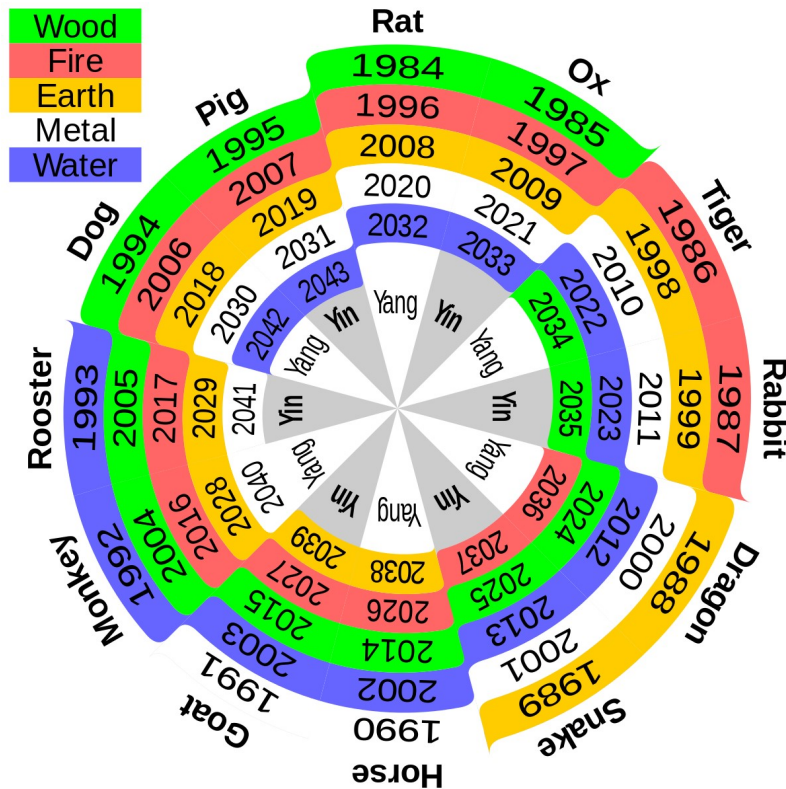 Wood
Fire
Earth
Metal
Water
Rat
1984
1996
2008
2020
2032
Yang
Ox
1985
1997
2009
2021
2033
Yin
Tiger
1986
1998
2010
2022
2034
Yang
Rabbit
1987
1999
2011
2023
2035
Yin
Dragon
1988
2000
2012
2024
2036
Yang
Snake
1989
2001
2013
2025
2037
Yin
Horse
1990
2002
2014
2026
2038
Yang
Goat
1991
2003
2015
2027
2039
Yin
Monkey
1992
2004
2016
2028
2040
Yang
Rooster
1993
2005
2017
2029
2041
Yin
Dog
1994
2006
2018
2030
2042
Yang
Pig
1995
2007
2019
2031
2043
Yin